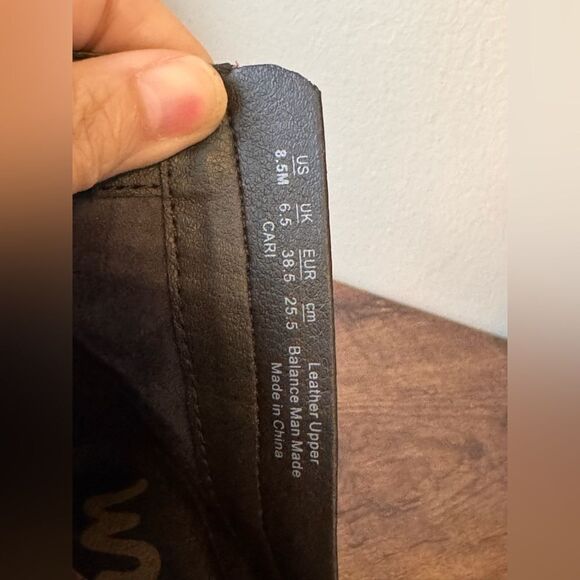 US UK EUR cm Leather Upper
8.5M 6.5 38.5 25.5 Balance Man Made
CARI Made in China